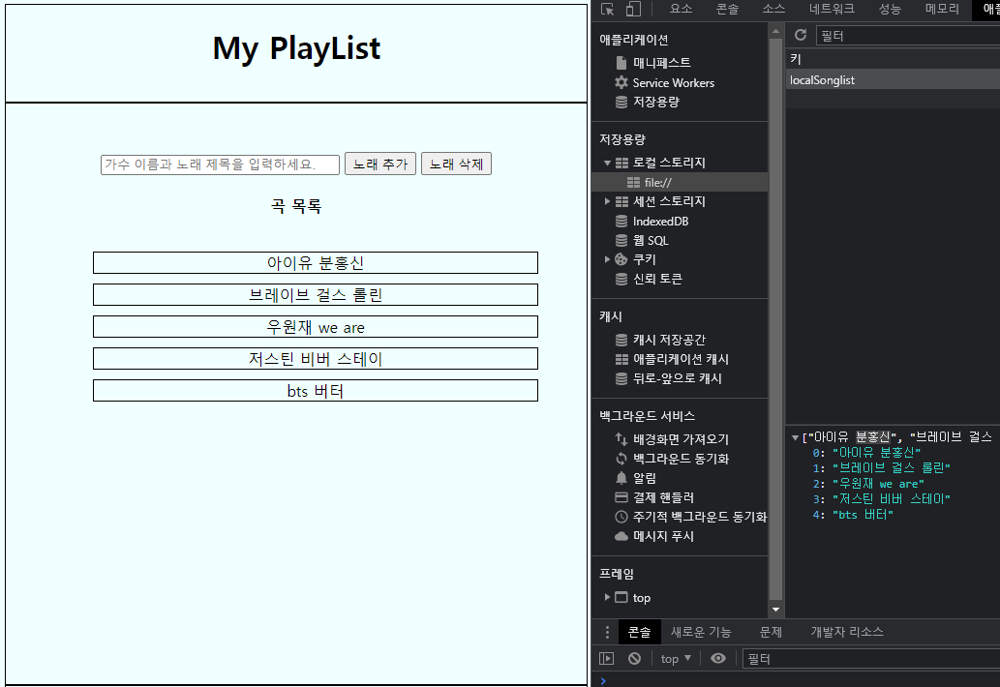 My PlayList
가수 이름과 노래 제목을 입력하세요.
노래 추가
노래 삭제
곡 목록
아이유 분홍신
브레이브 걸스 롤린
우원재 we are
저스틴 비버 스테이
bts 버터
요소
콘솔
소스
네트워크
성능
메모리
애플리케이션
매니페스트
Service Workers
저장용량
저장용량
로컬 스토리지
file://
세션 스토리지
IndexedDB
웹 SQL
쿠키
신뢰 토큰
캐시
캐시 저장공간
애플리케이션 캐시
뒤로-앞으로 캐시
백그라운드 서비스
배경화면 가져오기
백그라운드 동기화
알림
결제 핸들러
주기적 백그라운드 동기화
메시지 푸시
프레임
top
필터
키
localSonglist
["아이유 분홍신", "브레이브 걸스
0: "아이유 분홍신"
1: "브레이브 걸스 롤린"
2: "우원재 we are"
3: "저스틴 비버 스테이"
4: "bts 버터"
콘솔
새로운 기능
문제
개발자 리소스
top
필터